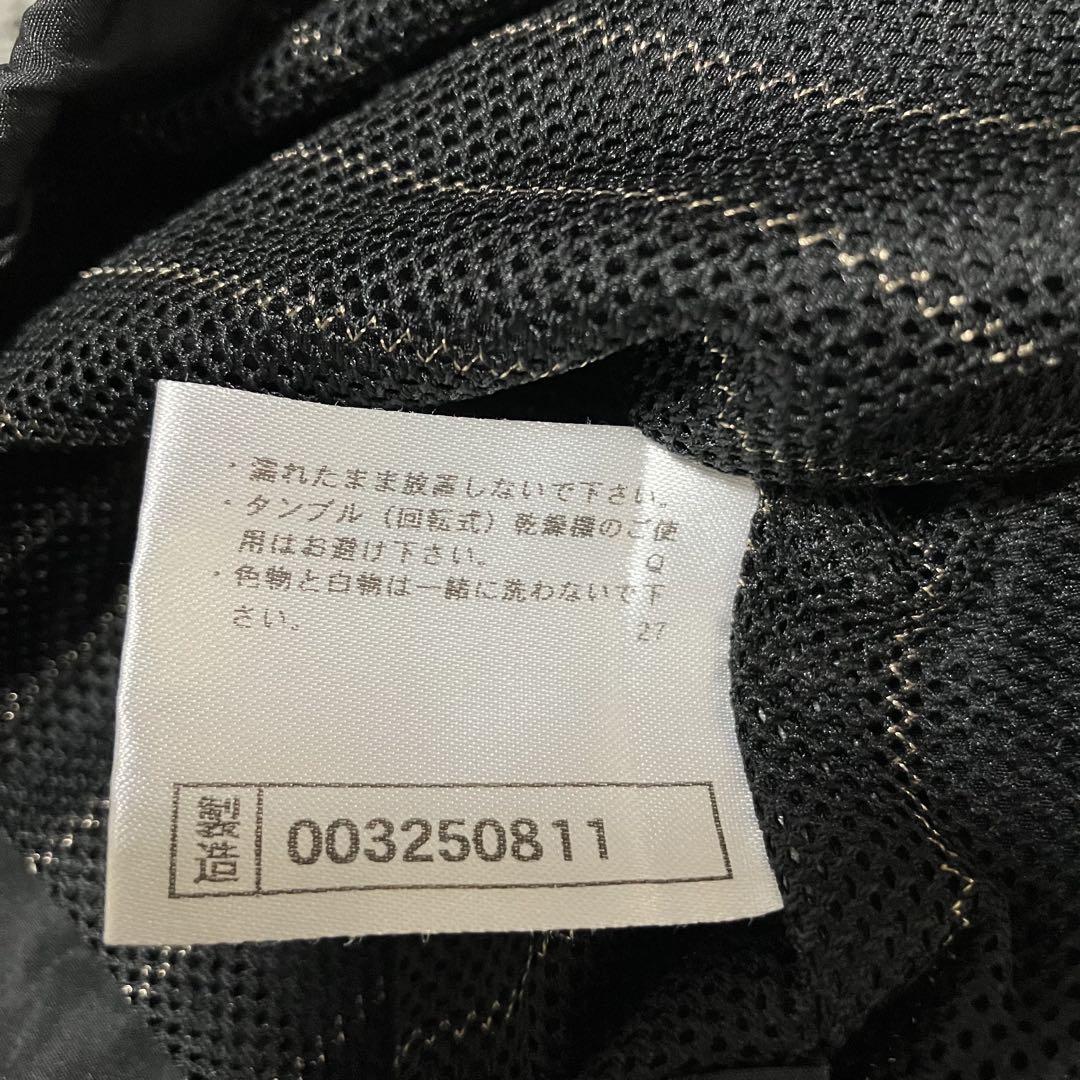 ・濡れたまま放置しないで下さい。
・タンブル（回転式）乾燥機のご使
用はお避け下さい。 Q
・色物と白物は一緒に洗わないで下
さい。 27
製造 003250811